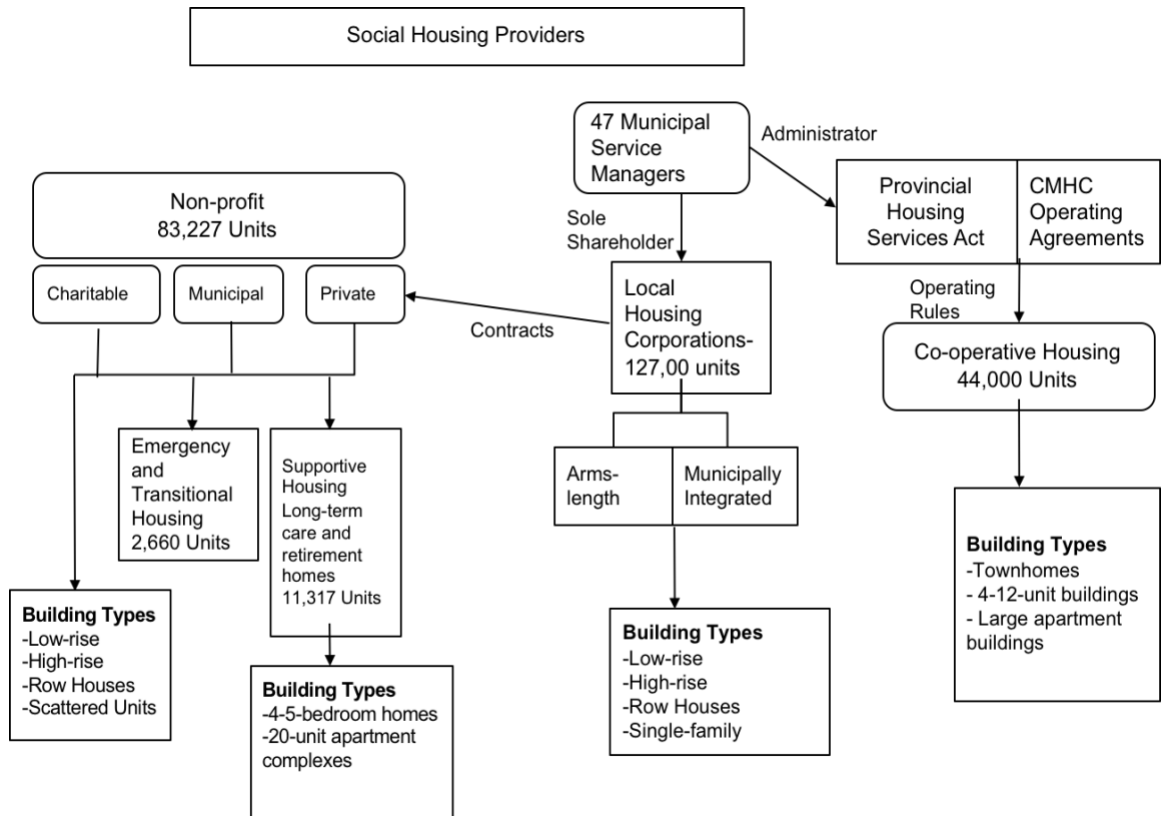 Social Housing Providers
47 Municipal
Service
Managers
Administrator
Provincial
Housing
Services Act
CMHC
Operating
Agreements
Non-profit
83,227 Units
Charitable
Municipal
Private
Sole
Shareholder
Contracts
Local
Housing
Corporations-
127,00 units
Operating
Rules
Co-operative Housing
44,000 Units
Emergency
and
Transitional
Housing
2,660 Units
Supportive
Housing
Long-term
care and
retirement
homes
11,317 Units
Arms-
length
Municipally
Integrated
Building Types
-Low-rise
-High-rise
-Row Houses
-Scattered Units
Building Types
-4-5-bedroom homes
-20-unit apartment
complexes
Building Types
-Low-rise
-High-rise
-Row Houses
-Single-family
Building Types
-Townhomes
- 4-12-unit buildings
- Large apartment
buildings